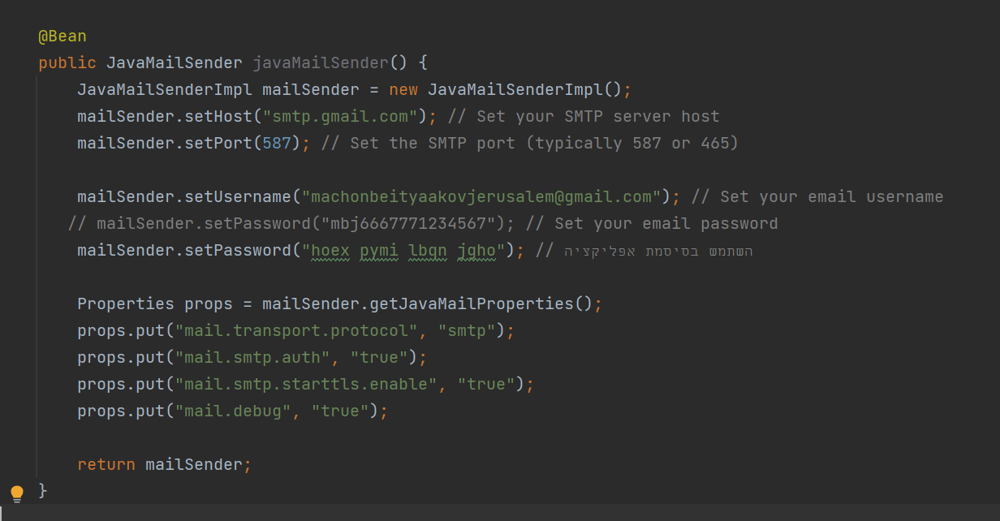 @Bean
public JavaMailSender javaMailSender() {
JavaMailSenderImpl mailSender = new JavaMailSenderImpl();
mailSender.setHost("smtp.gmail.com"); // Set your SMTP server host
mailSender.setPort(587); // Set the SMTP port (typically 587 or 465)
mailSender.setUsername("machonbeityaakovjerusalem@gmail.com"); // Set your email username
// mailSender.setPassword("mbj6667771234567"); // Set your email password
mailSender.setPassword("hoex pymi lbqn jgho"); // השתמש בסיסמת אפליקציה
Properties props = mailSender.getJavaMailProperties();
props.put("mail.transport.protocol", "smtp");
props.put("mail.smtp.auth", "true");
props.put("mail.smtp.starttls.enable", "true");
props.put("mail.debug", "true");
return mailSender;
}